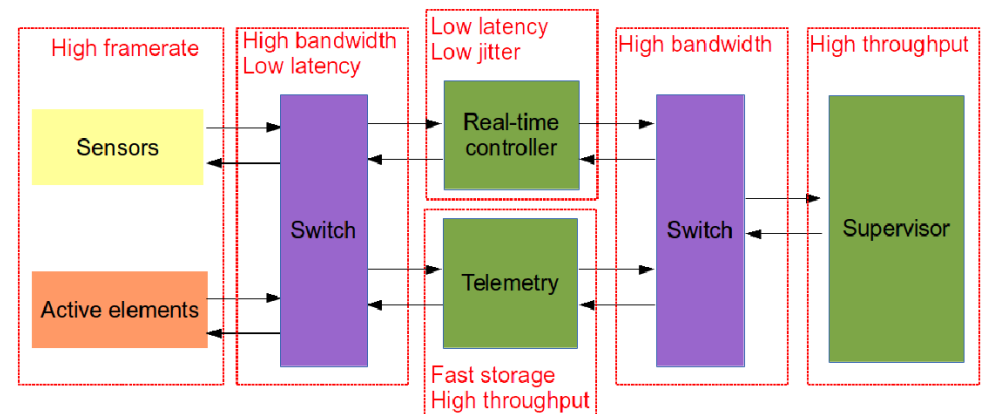 High framerate
Sensors
Active elements
High bandwidth
Low latency
Switch
Low latency
Low jitter
Real-time
controller
Telemetry
Fast storage
High throughput
High bandwidth
Switch
High throughput
Supervisor